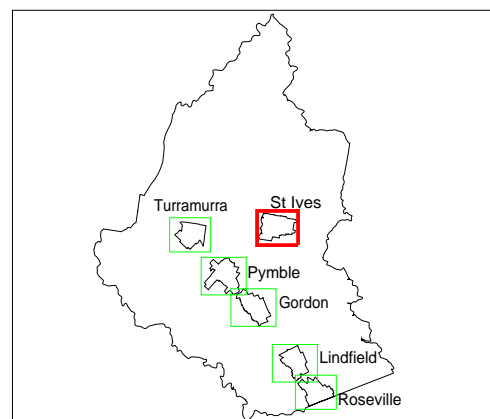 Turramurra
St Ives
Pymble
Gordon
Lindfield
Roseville